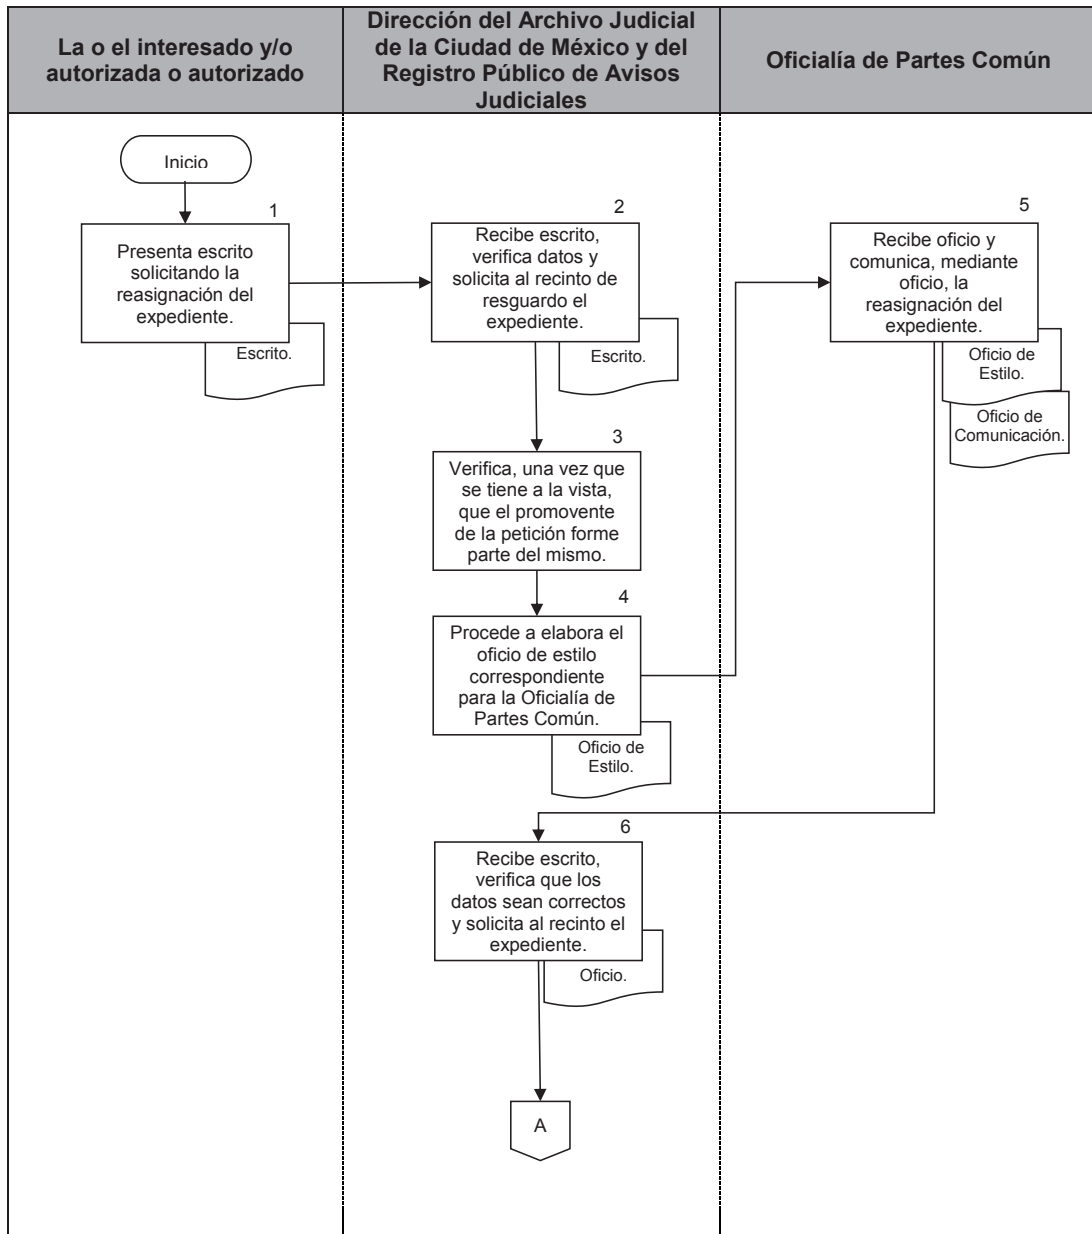 La o el interesado y/o
autorizada o autorizado
Dirección del Archivo Judicial
de la Ciudad de México y del
Registro Público de Avisos
Judiciales
Oficialía de Partes Común
Inicio
1
Presenta escrito
solicitando la
reasignación del
expediente.
Escrito.
2
Recibe escrito,
verifica datos y
solicita al recinto de
resguardo el
expediente.
Escrito.
3
Verifica, una vez que
se tiene a la vista,
que el promovente
de la petición forme
parte del mismo.
4
Procede a elabora el
oficio de estilo
correspondiente
para la Oficialía de
Partes Común.
Oficio de
Estilo.
5
Recibe oficio y
comunica, mediante
oficio, la
reasignación del
expediente.
Oficio de
Estilo.
Oficio de
Comunicación.
6
Recibe escrito,
verifica que los
datos sean correctos
y solicita al recinto el
expediente.
Oficio.
A